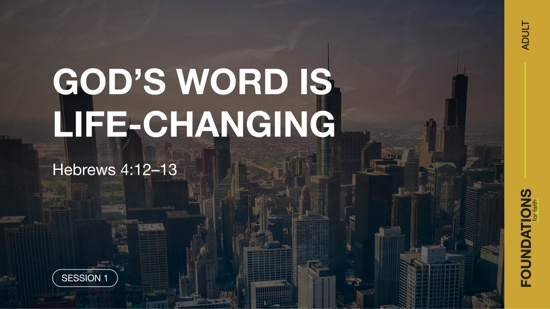 GOD'S WORD IS
LIFE-CHANGING
Hebrews 4:12–13
SESSION 1
ADULT
FOUNDATIONS
for faith